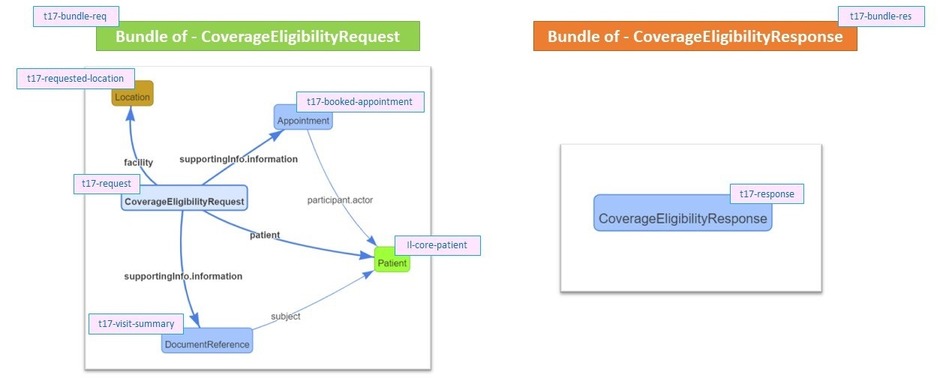 t17-bundle-req
Bundle of - CoverageEligibilityRequest
t17-requested-location
Location
t17-booked-appointment
Appointment
facility
supportingInfo.information
t17-request
CoverageEligibilityRequest
participant.actor
patient
Il-core-patient
Patient
supportingInfo.information
subject
t17-visit-summary
DocumentReference
t17-bundle-res
Bundle of - CoverageEligibilityResponse
t17-response
CoverageEligibilityResponse